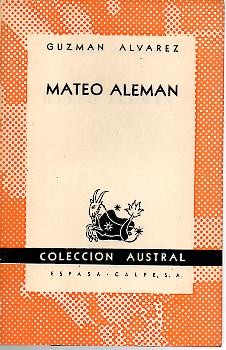 GUZMAN ALVAREZ
MATEO ALEMAN
COLECCION AUSTRAL
ESPASA - CALPE, S.A.